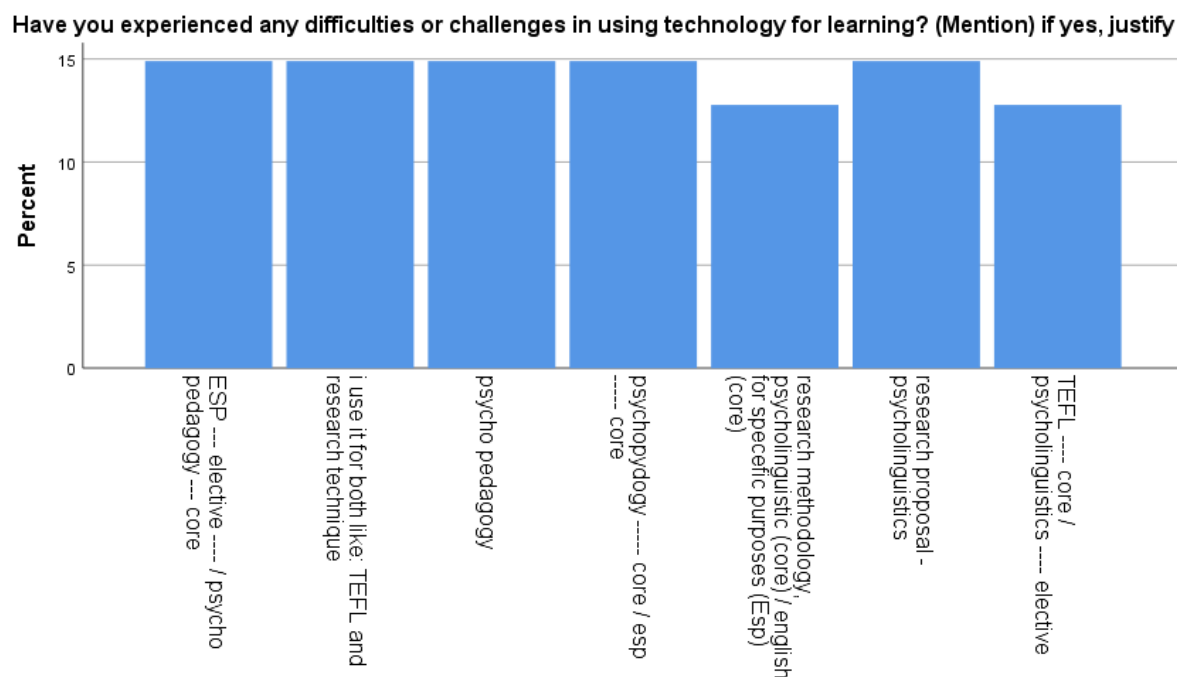 Have you experienced any difficulties or challenges in using technology for learning? (Mention) if yes, justify
Percent
15
10
5
0
ESP ---- elective ---- / psycho
pedagogy --- core
i use it for both like: TEFL and
research technique
psycho pedagogy
psychopydogy ----- core / esp
----- core
research methodology,
psycholinguistic (core) / english
for specefic purposes (Esp)
(core)
research proposal -
psycholinguistics
TEFL ---- core /
psycholinguistics ---- elective